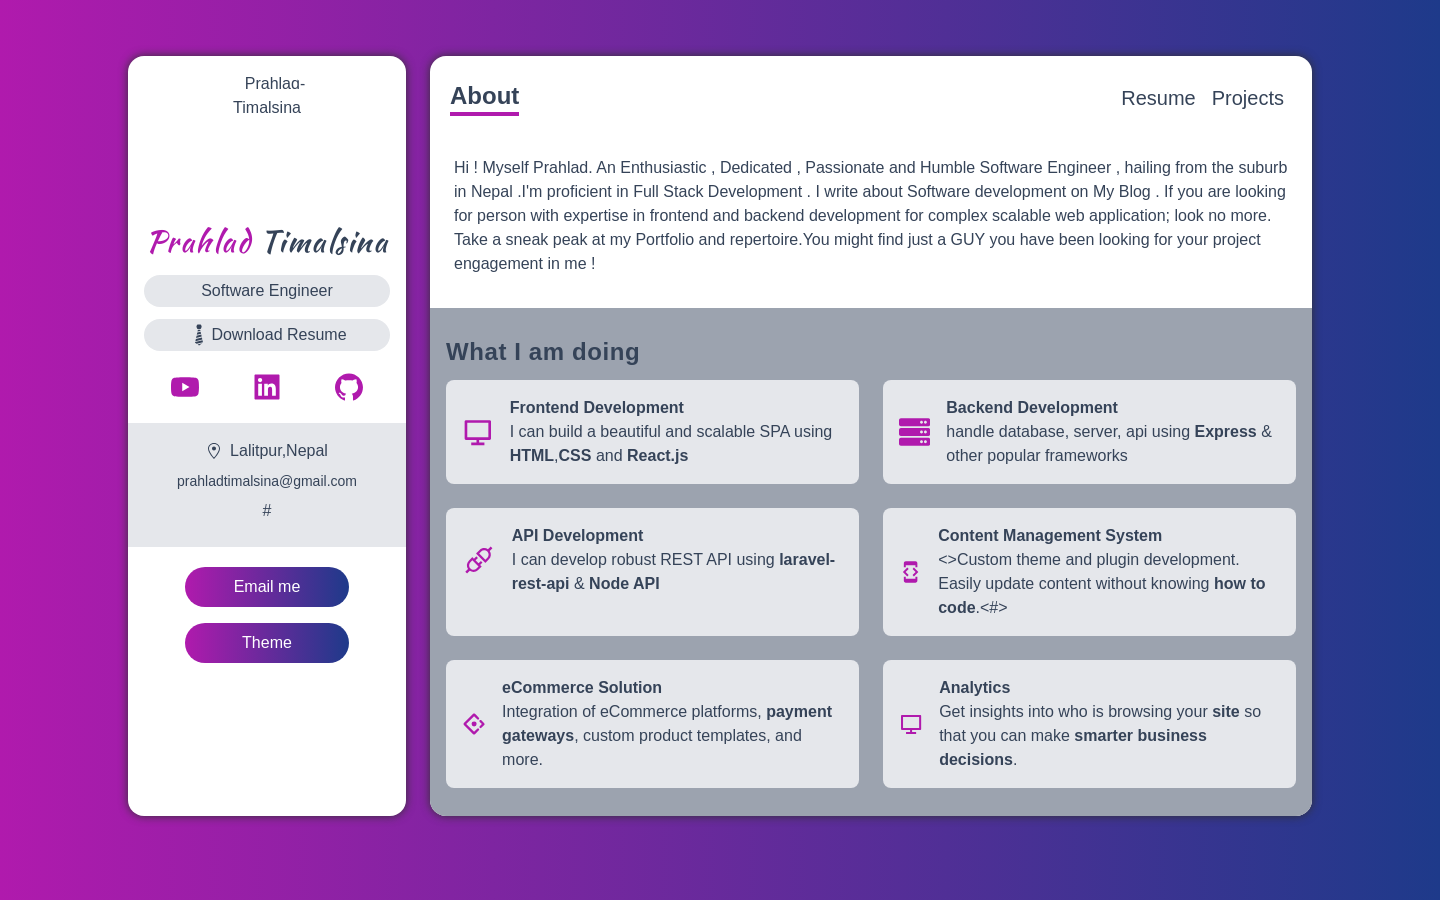 Prahlad-
Timalsina
Prahlad Timalsina
Software Engineer
Download Resume
Lalitpur,Nepal
prahladtimalsina@gmail.com
#
Email me
Theme
About
Resume Projects
Hi ! Myself Prahlad. An Enthusiastic , Dedicated , Passionate and Humble Software Engineer , hailing from the suburb
in Nepal .I'm proficient in Full Stack Development . I write about Software development on My Blog . If you are looking
for person with expertise in frontend and backend development for complex scalable web application; look no more.
Take a sneak peak at my Portfolio and repertoire.You might find just a GUY you have been looking for your project
engagement in me !
What I am doing
Frontend Development
I can build a beautiful and scalable SPA using
HTML,CSS and React.js
Backend Development
handle database, server, api using Express &
other popular frameworks
API Development
I can develop robust REST API using laravel-
rest-api & Node API
Content Management System
<>Custom theme and plugin development.
Easily update content without knowing how to
code.<#>
eCommerce Solution
Integration of eCommerce platforms, payment
gateways, custom product templates, and
more.
Analytics
Get insights into who is browsing your site so
that you can make smarter business
decisions.